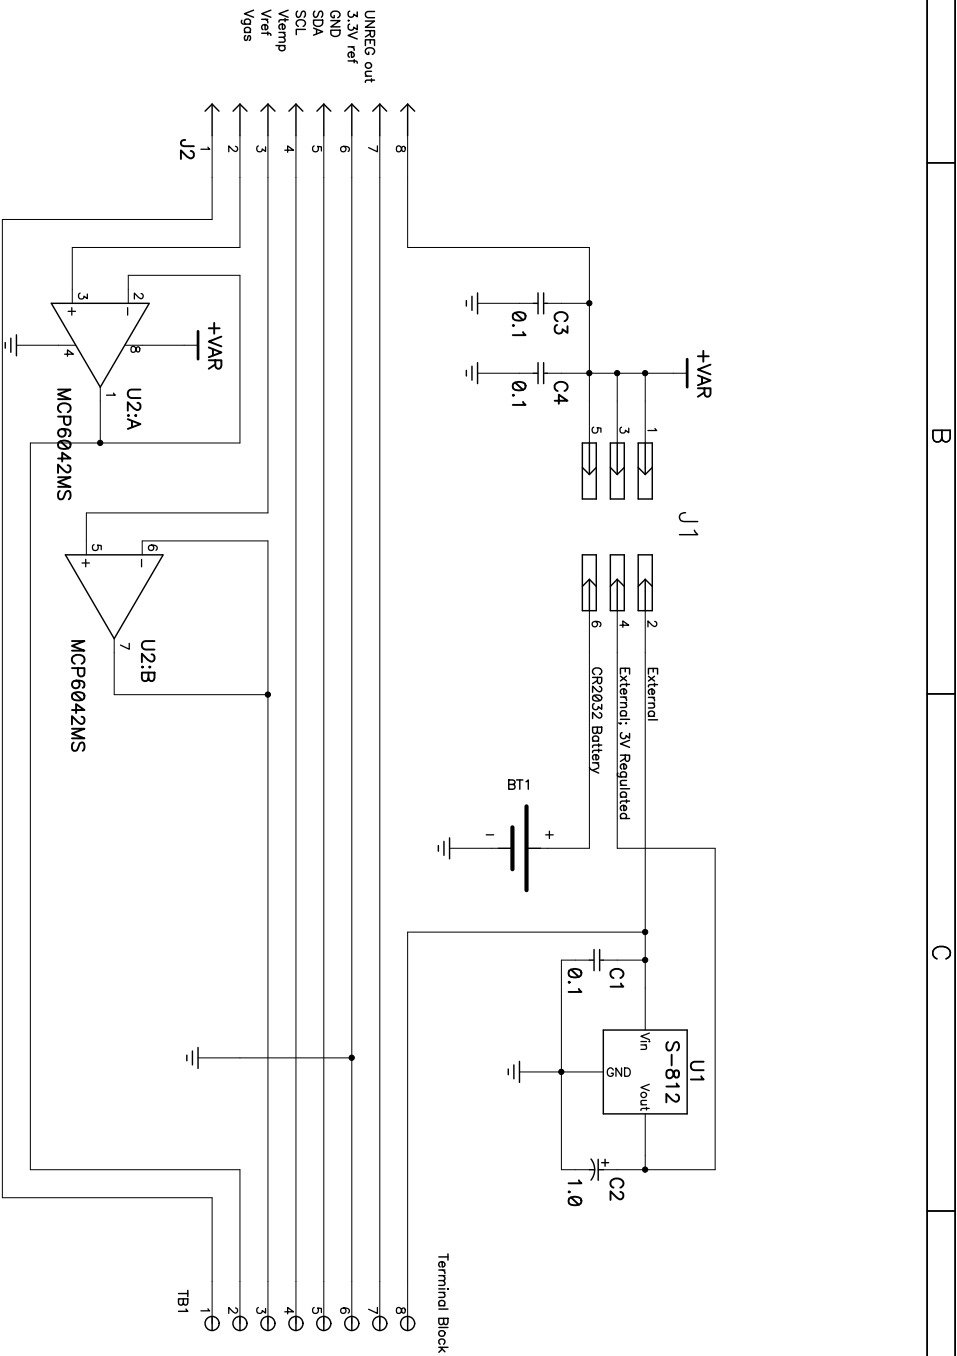 B
C
UNREG out
3.3V ref
GND
SDA
SCL
Vtemp
Vref
Vgas
8
7
6
5
4
3
2
1
J2
+VAR
C3
0.1
C4
0.1
1
3
5
J1
2
4
6
External
External; 3V Regulated
CR2032 Battery
BT1
+
-
U1
S-812
Vin
GND
Vout
C1
0.1
C2
+
1.0
+VAR
2
3
-
+
8
4
1
U2:A
MCP6042MS
6
5
-
+
7
U2:B
MCP6042MS
Terminal Block
8
7
6
5
4
3
2
1
TB1